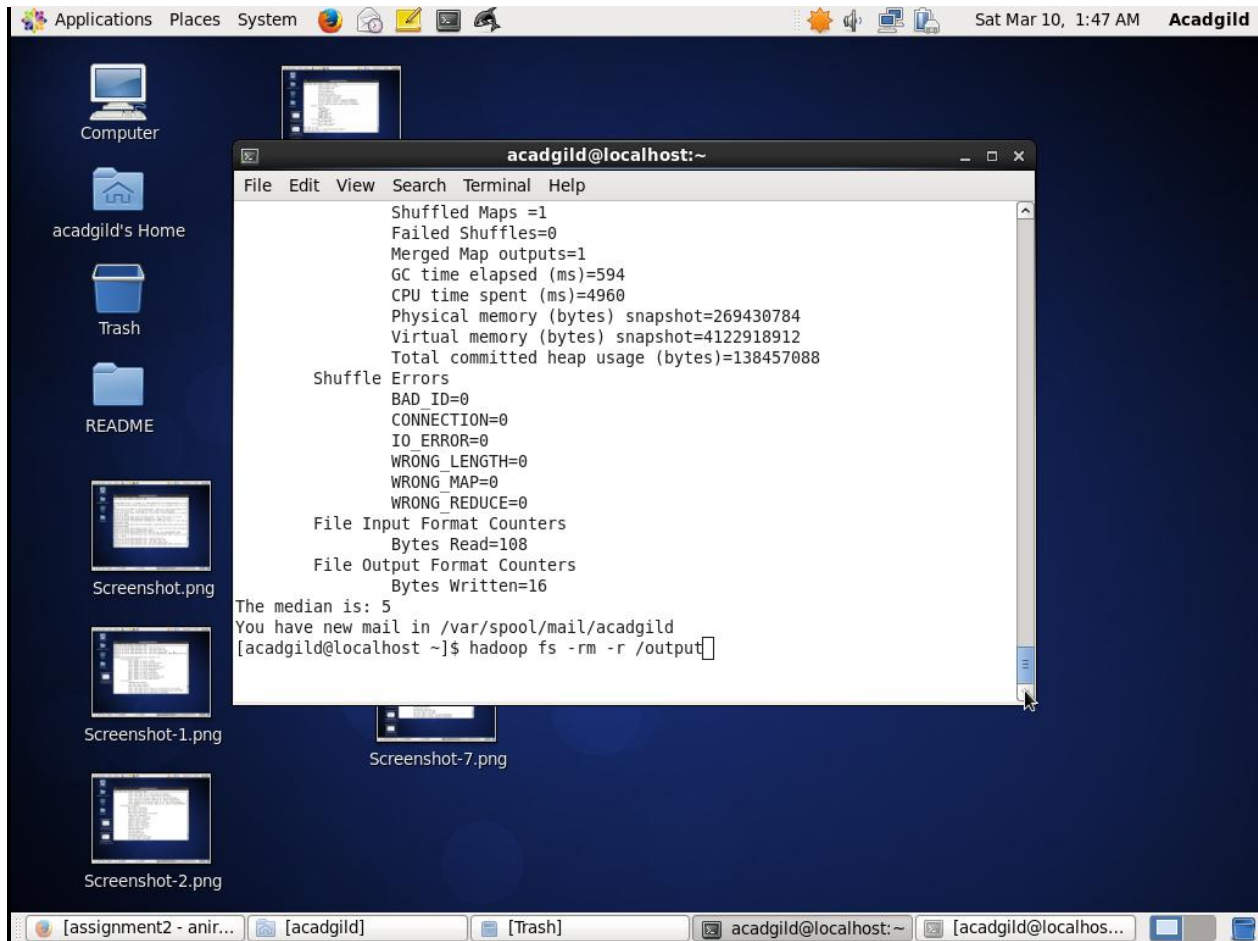 Applications Places System Sat Mar 10, 1:47 AM Acadgild
Computer
acadgild's Home
Trash
README
Screenshot.png
Screenshot-1.png
Screenshot-2.png
Screenshot-7.png
acadgild@localhost:~
File Edit View Search Terminal Help
Shuffled Maps =1
Failed Shuffles=0
Merged Map outputs=1
GC time elapsed (ms)=594
CPU time spent (ms)=4960
Physical memory (bytes) snapshot=269430784
Virtual memory (bytes) snapshot=4122918912
Total committed heap usage (bytes)=138457088
Shuffle Errors
BAD_ID=0
CONNECTION=0
IO_ERROR=0
WRONG_LENGTH=0
WRONG_MAP=0
WRONG_REDUCE=0
File Input Format Counters
Bytes Read=108
File Output Format Counters
Bytes Written=16
The median is: 5
You have new mail in /var/spool/mail/acadgild
[acadgild@localhost ~]$ hadoop fs -rm -r /output
[assignment2 - anir... [acadgild] [Trash] acadgild@localhost:~ [acadgild@localhos...